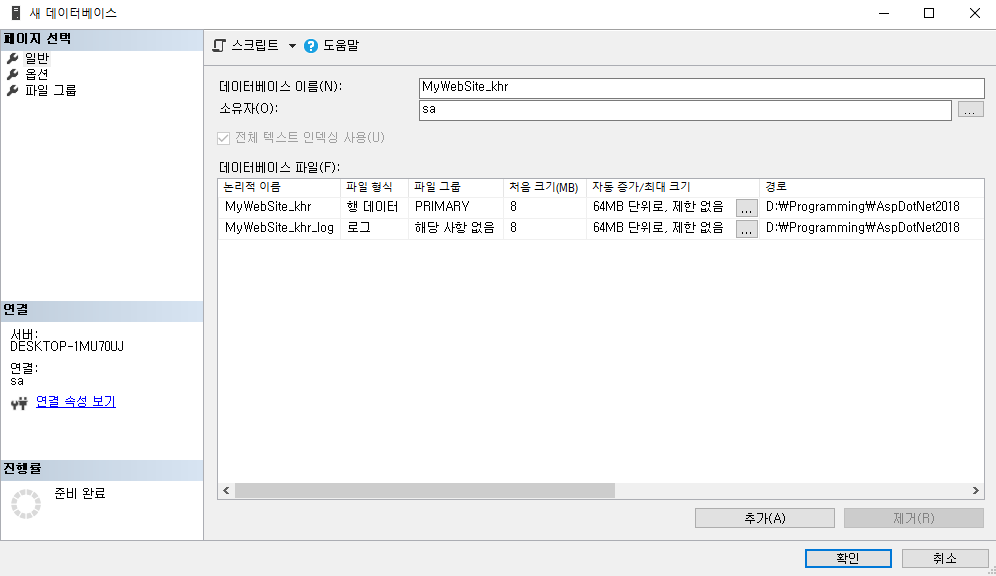 새 데이터베이스
페이지 선택
일반
옵션
파일 그룹
스크립트 도움말
데이터베이스 이름(N): MyWebSite_khr
소유자(O): sa ...
전체 텍스트 인덱싱 사용(U)
데이터베이스 파일(F):
논리적 이름 파일 형식 파일 그룹 처음 크기(MB) 자동 증가/최대 크기 경로
MyWebSite_khr 행 데이터 PRIMARY 8 64MB 단위로, 제한 없음 ... D:₩Programming₩AspDotNet2018
MyWebSite_khr_log 로그 해당 사항 없음 8 64MB 단위로, 제한 없음 ... D:₩Programming₩AspDotNet2018
연결
서버:
DESKTOP-1MU70UJ
연결:
sa
연결 속성 보기
진행률
준비 완료
추가(A) 제거(R)
확인 취소